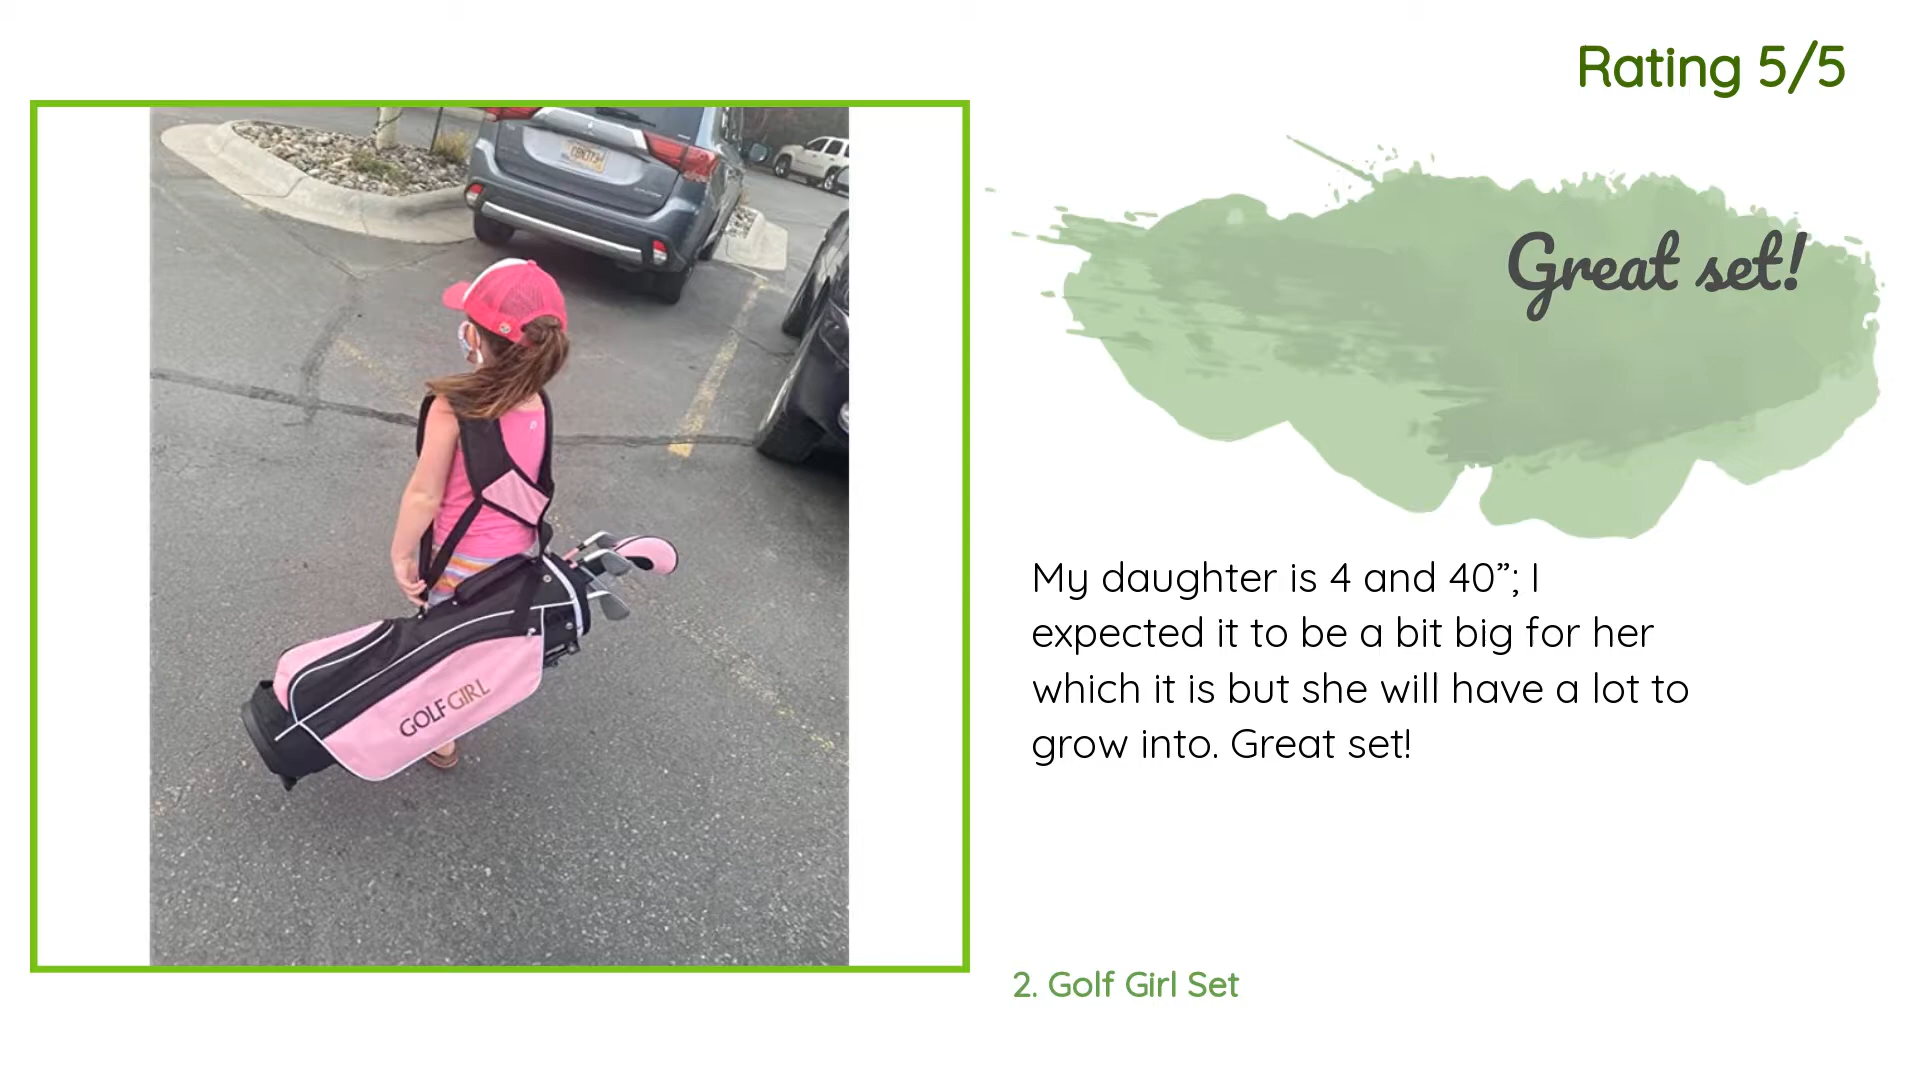 Rating 5/5
Great set!
My daughter is 4 and 40”; I
expected it to be a bit big for her
which it is but she will have a lot to
grow into. Great set!
2. Golf Girl Set
GOLF GIRL